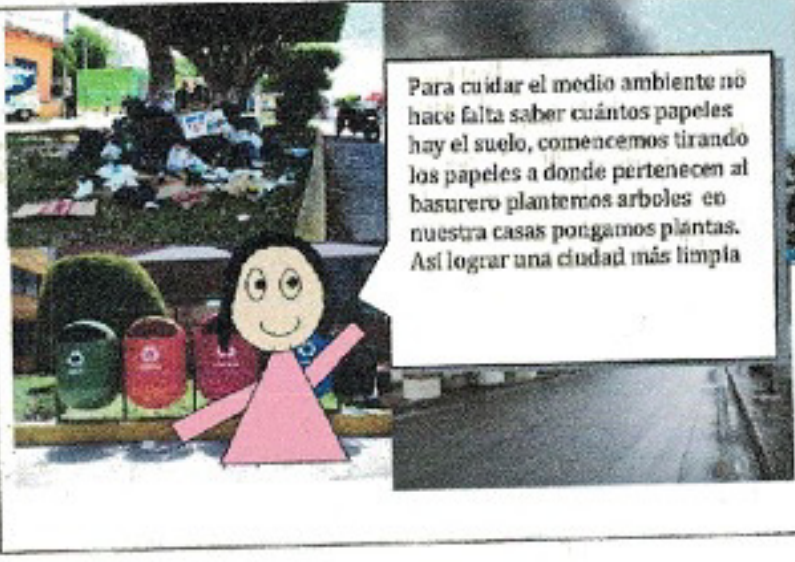 Para cuidar el medio ambiente no
hace falta saber cuántos papeles
hay el suelo, comencemos tirando
los papeles a donde pertenecen al
basurero plantemos arboles en
nuestra casas pongamos plantas.
Así lograr una ciudad más limpia